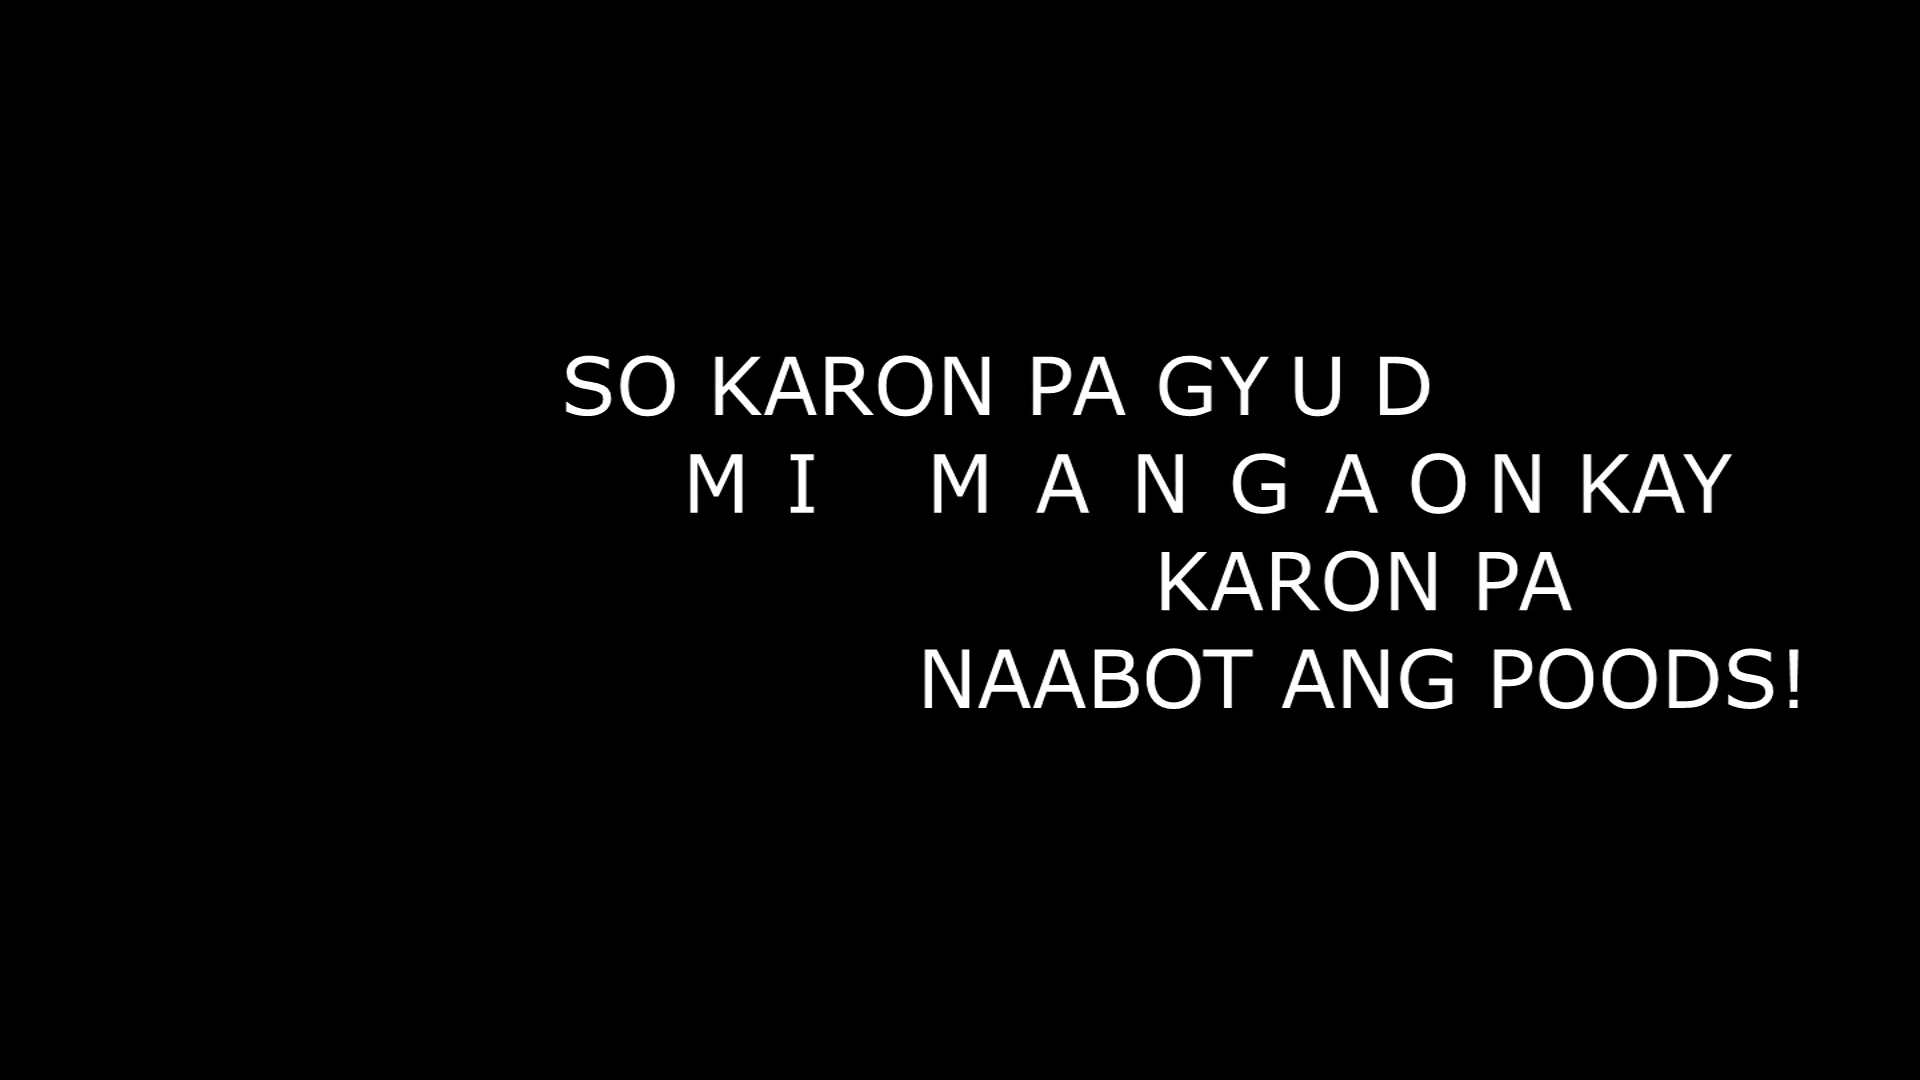 SO KARON PA GYUD
MI MANGAON KAY
KARON PA
NAABOT ANG POODS!